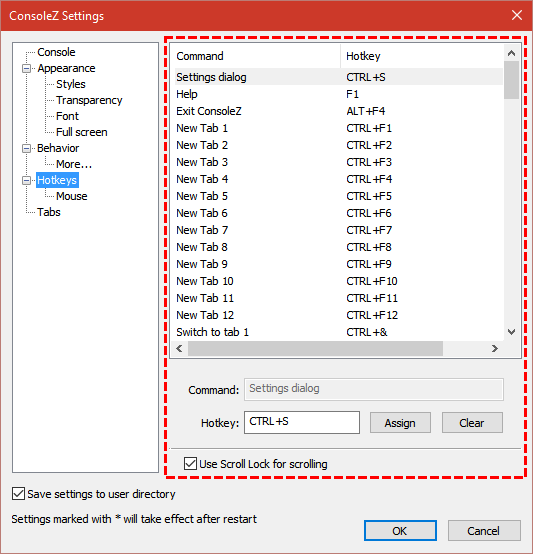 ConsoleZ Settings
Console
Appearance
Styles
Transparency
Font
Full screen
Behavior
More...
Hotkeys
Mouse
Tabs
Command Hotkey
Settings dialog CTRL+S
Help F1
Exit ConsoleZ ALT+F4
New Tab 1 CTRL+F1
New Tab 2 CTRL+F2
New Tab 3 CTRL+F3
New Tab 4 CTRL+F4
New Tab 5 CTRL+F5
New Tab 6 CTRL+F6
New Tab 7 CTRL+F7
New Tab 8 CTRL+F8
New Tab 9 CTRL+F9
New Tab 10 CTRL+F10
New Tab 11 CTRL+F11
New Tab 12 CTRL+F12
Switch to tab 1 CTRL+&
Command: Settings dialog
Hotkey: CTRL+S Assign Clear
Use Scroll Lock for scrolling
Save settings to user directory
Settings marked with * will take effect after restart
OK Cancel